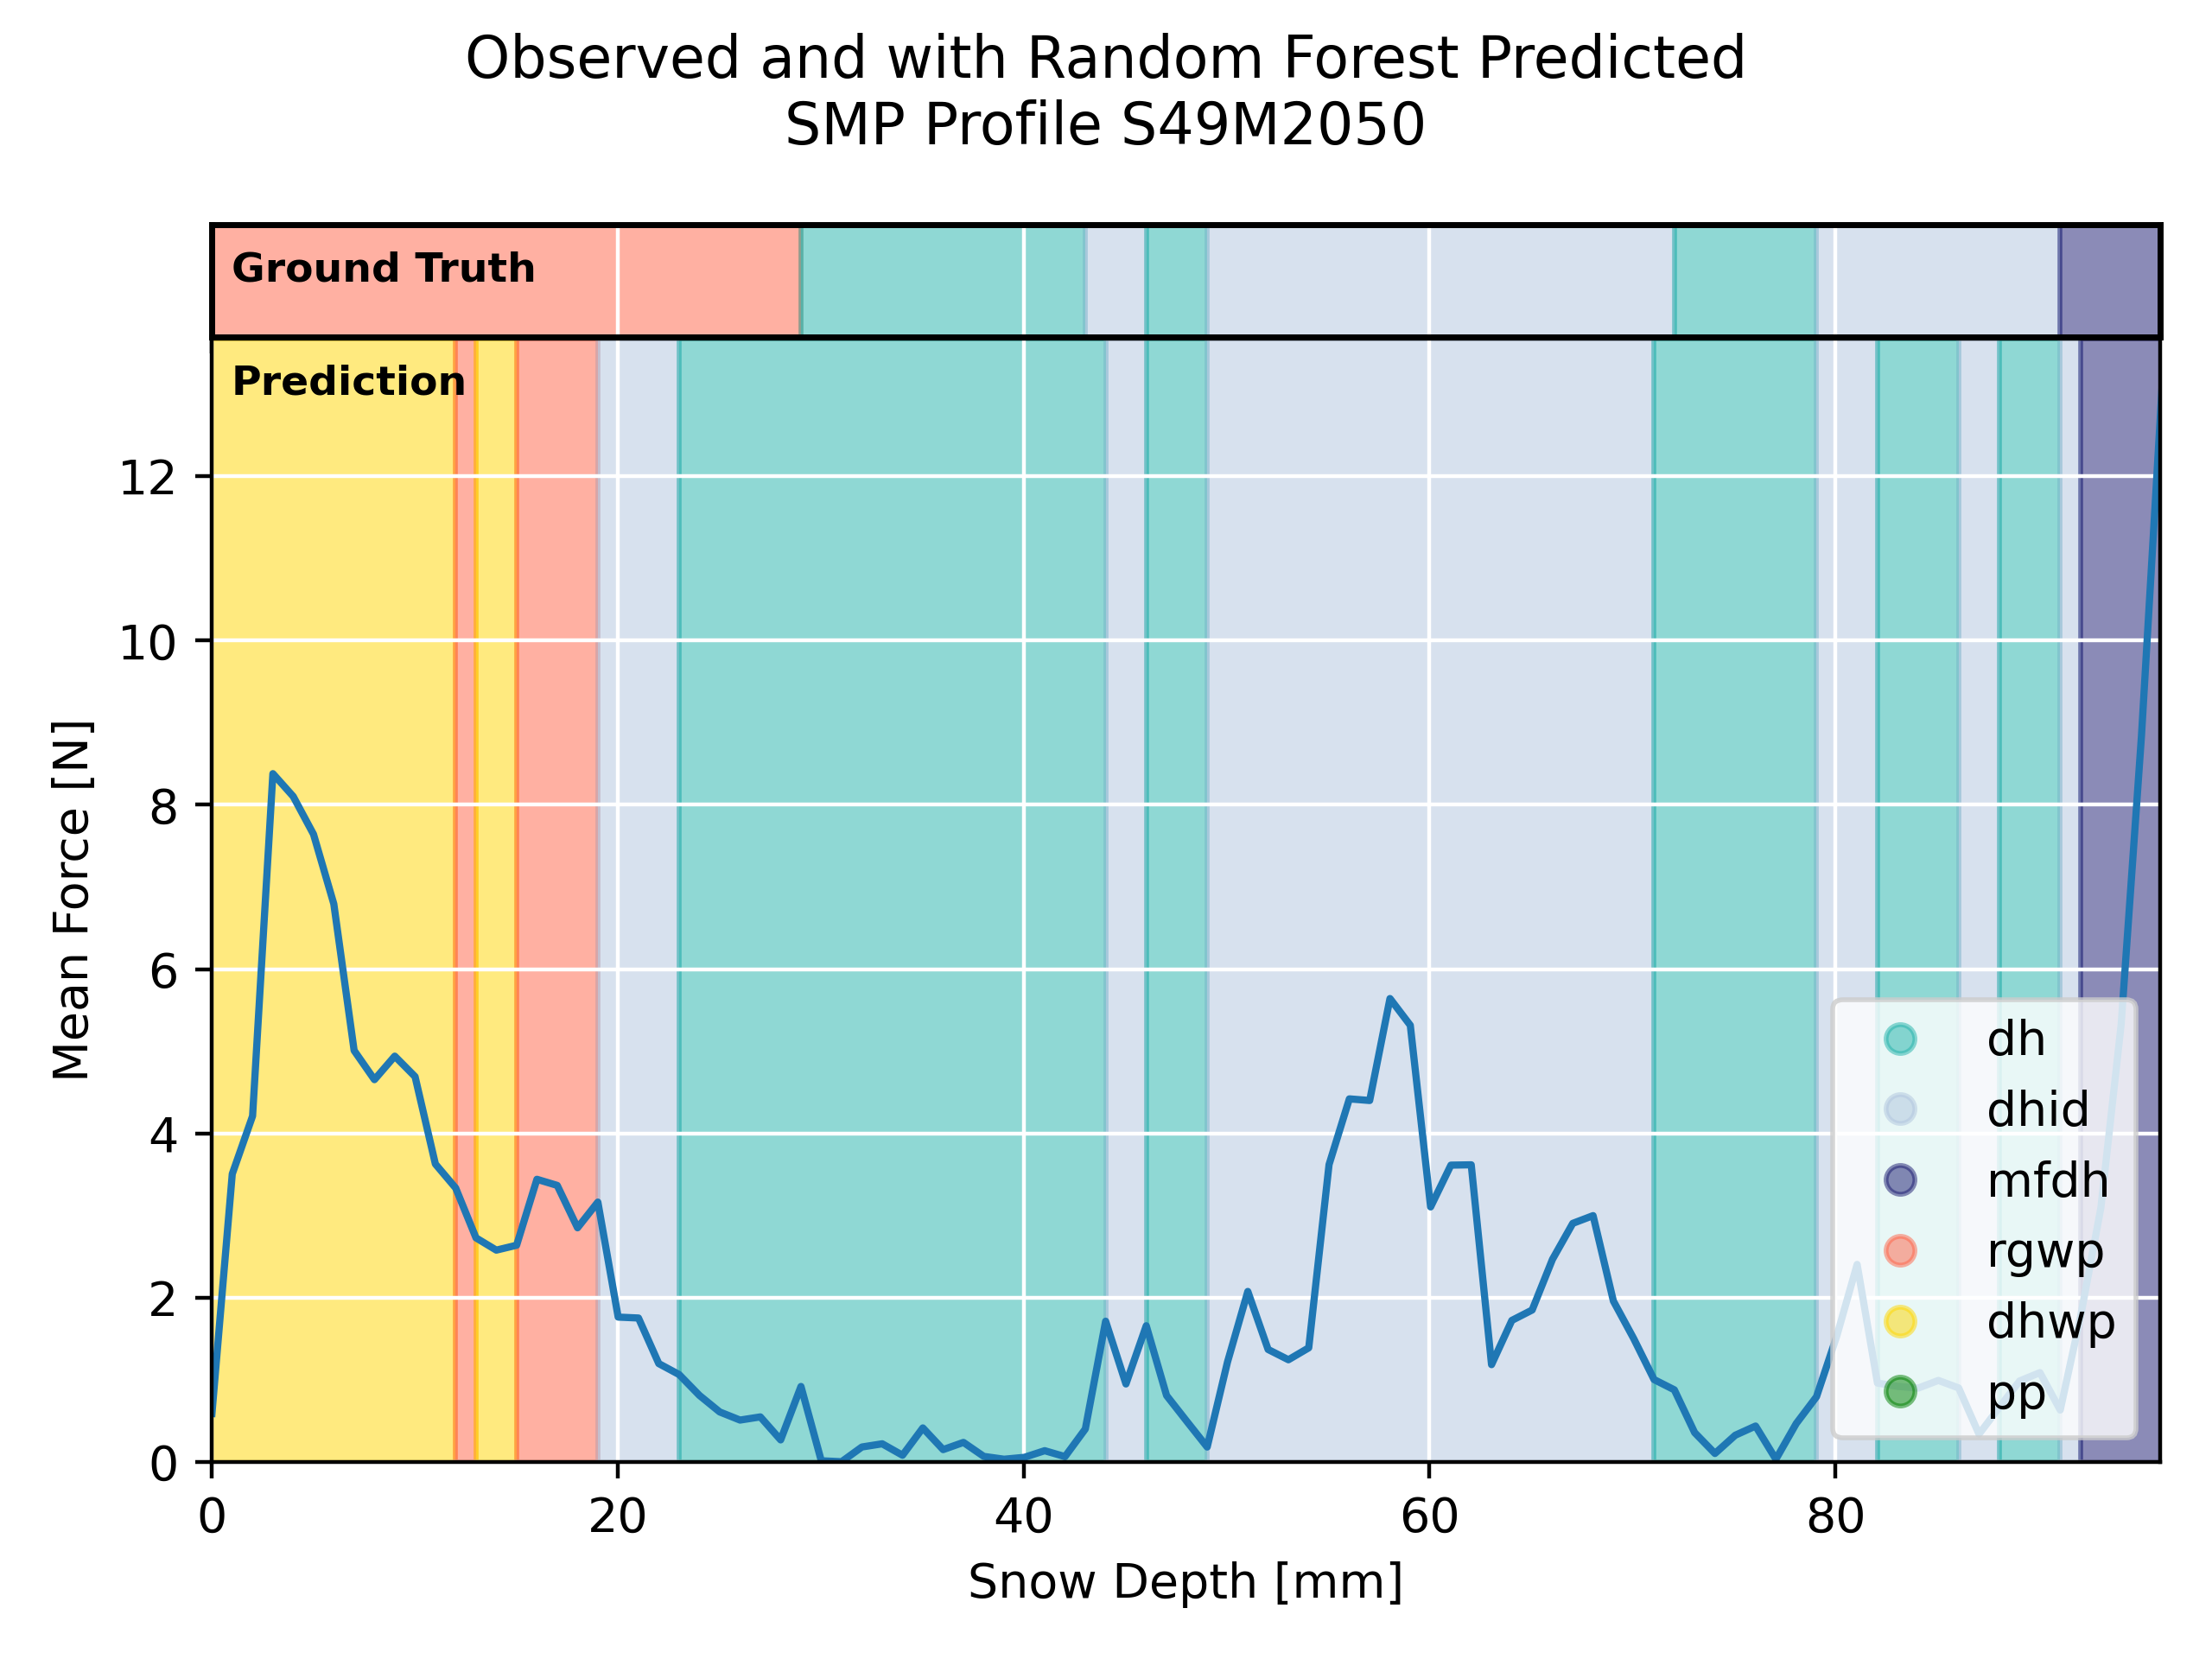 Observed and with Random Forest Predicted
SMP Profile S49M2050
Ground Truth
Prediction
12
10
8
6
4
2
0
Mean Force [N]
dh
dhid
mfdh
rgwp
dhwp
pp
0 20 40 60 80
Snow Depth [mm]